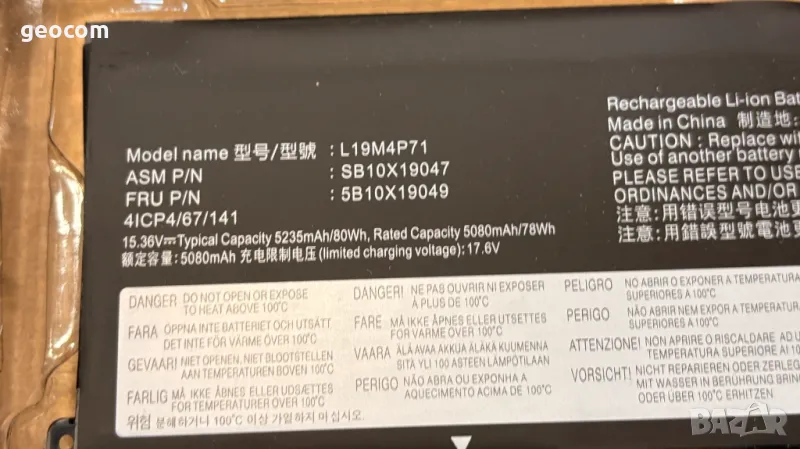 geocom
Model name 型号/型號 : L19M4P71
ASM P/N : SB10X19047
FRU P/N : 5B10X19049
4ICP4/67/141
15.36V⎓Typical Capacity 5235mAh/80Wh, Rated Capacity 5080mAh/78Wh
额定容量: 5080mAh 充电限制电压 (limited charging voltage): 17.6V
Rechargeable Li-ion Bat
Made in China 制造地:
CAUTION : Replace wit
Use of another battery
PLEASE REFER TO USE
ORDINANCES AND/OR
注意: 用错误型号电池更
注意: 用錯誤型號電池更
DANGER DO NOT OPEN OR EXPOSE
TO HEAT ABOVE 100°C
FARA ÖPPNA INTE BATTERIET OCH UTSÄTT
DET INTE FÖR VÄRME ÖVER 100°C
GEVAAR! NIET OPENEN, NIET BLOOTSTELLEN
AAN TEMPERATUREN BOVEN 100°C
FARLIG MÅ IKKE ÅBNES ELLER UDSÆTTES
FOR TEMPERATURER OVER 100°C
위험 분해하거나 100°C 이상 가열 하지 마십시오.
DANGER! NE PAS OUVRIR NI EXPOSER
À PLUS DE 100°C
FARE MÅ IKKE ÅPNES ELLER UTSETTES
FOR VARME OVER 100°C
VAARA ÄLÄ AVAA AKKUA ÄLÄKÄ KUUMENNA
SITÄ YLI 100 ASTEEN LÄMPÖTILAAN
PERIGO NÃO ABRA OU EXPONHA A
AQUECIMENTO ACIMA DE 100°C
PELIGRO NO ABRIR O EXPONER A TEMPERATURA
SUPERIORES A 100°C
PERIGO NÃO ABRIR NEM EXPOR A TEMPERATURA
SUPERIORES A 100°C
ATTENZIONE! NON APRIRE O RISCALDARE AD U
TEMPERATURA SUPERIORE AI 10
VORSICHT! NICHT REPARIEREN ODER ZERLEG
MIT WASSER IN BERÜHRUNG BRING
ODER ÜBER 100°C ERHITZEN
BAZAR